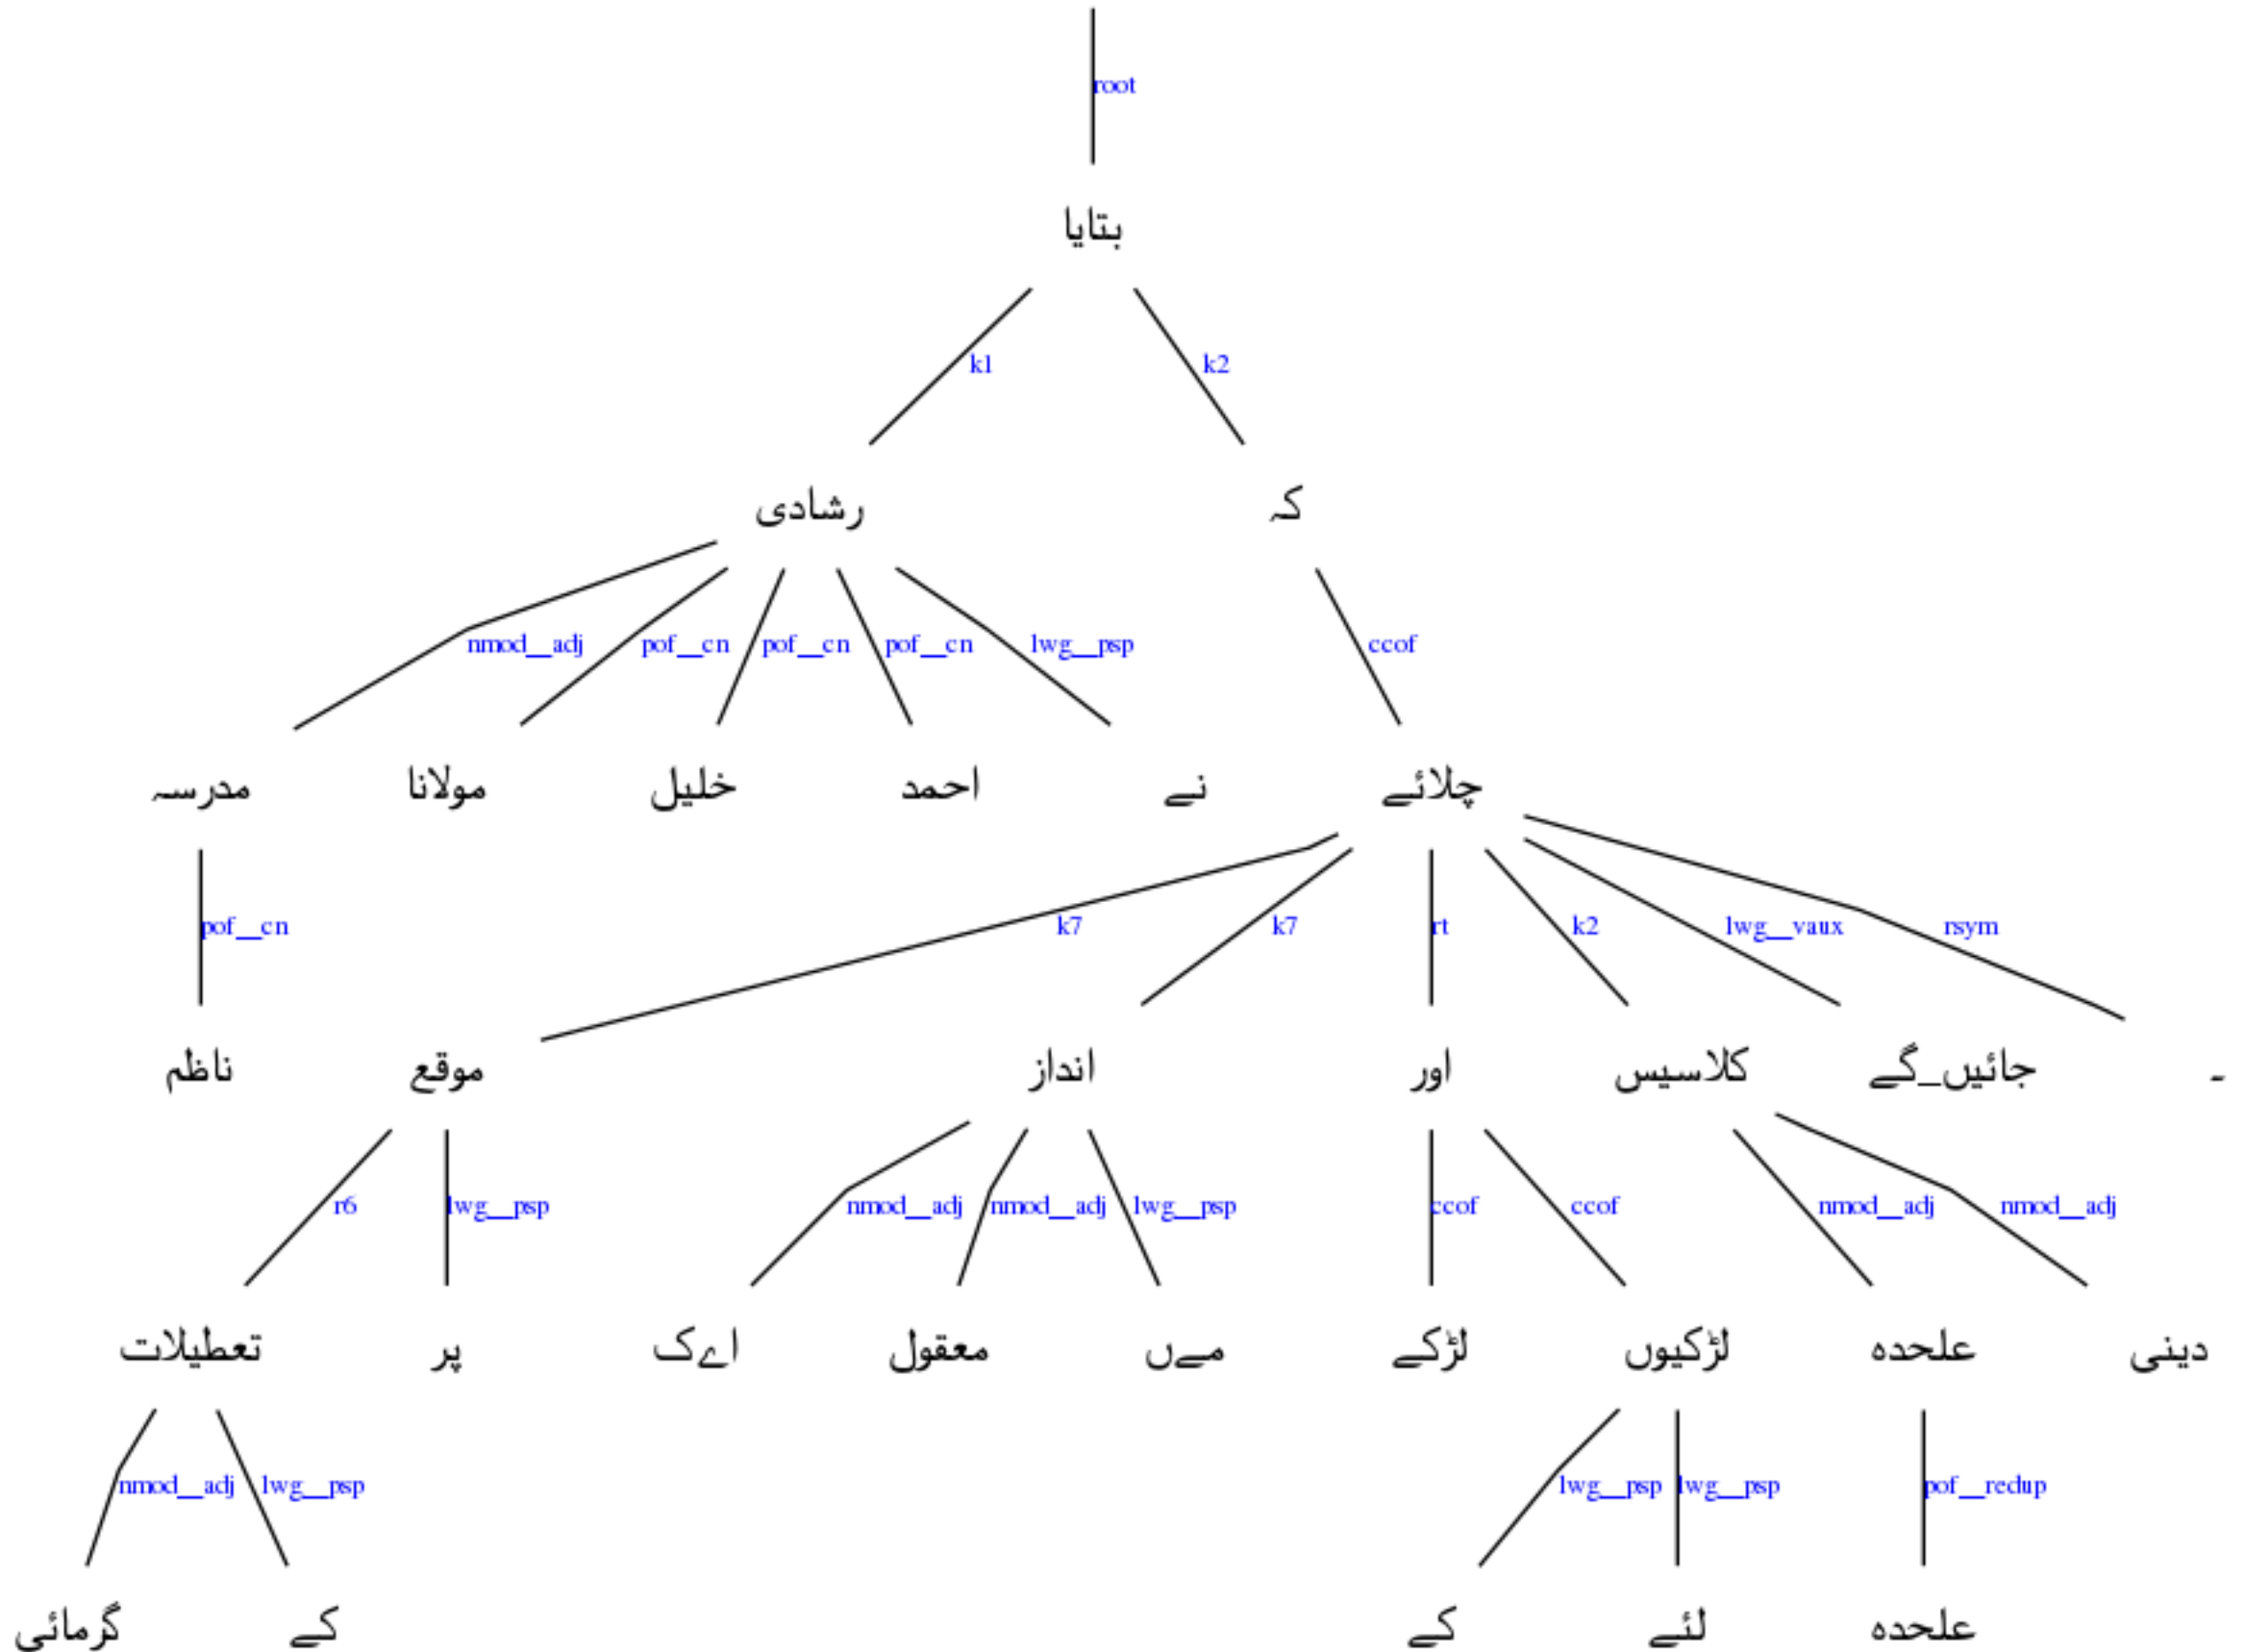 root
بتایا
k1 k2
رشادی کہ
nmod__adj pof__cn pof__cn pof__cn lwg__psp ccof
مدرسہ مولانا خلیل احمد نے چلائے
pof__cn k7 k7 rt k2 lwg__vaux rsym
ناظم موقع انداز اور کلاسیس جائیں_گے ۔
r6 lwg__psp nmod__adj nmod__adj lwg__psp ccof ccof nmod__adj nmod__adj
تعطیلات پر اےک معقول مےں لڑکے لڑکیوں علحدہ دینی
nmod__adj lwg__psp lwg__psp lwg__psp pof__redup
گرمائی کے کے لئے علحدہ